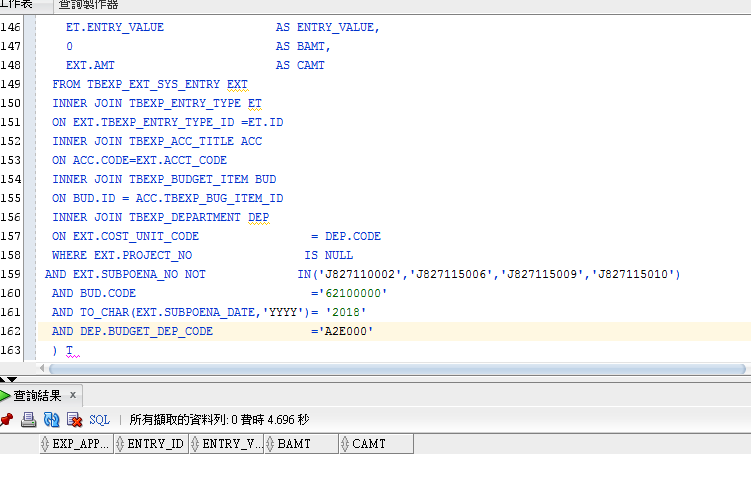 工作表 查詢製作器
146 ET.ENTRY_VALUE AS ENTRY_VALUE,
147 0 AS BAMT,
148 EXT.AMT AS CAMT
149 FROM TBEXP_EXT_SYS_ENTRY EXT
150 INNER JOIN TBEXP_ENTRY_TYPE ET
151 ON EXT.TBEXP_ENTRY_TYPE_ID =ET.ID
152 INNER JOIN TBEXP_ACC_TITLE ACC
153 ON ACC.CODE=EXT.ACCT_CODE
154 INNER JOIN TBEXP_BUDGET_ITEM BUD
155 ON BUD.ID = ACC.TBEXP_BUG_ITEM_ID
156 INNER JOIN TBEXP_DEPARTMENT DEP
157 ON EXT.COST_UNIT_CODE = DEP.CODE
158 WHERE EXT.PROJECT_NO IS NULL
159 AND EXT.SUBPOENA_NO NOT IN('J827110002','J827115006','J827115009','J827115010')
160 AND BUD.CODE ='62100000'
161 AND TO_CHAR(EXT.SUBPOENA_DATE,'YYYY')= '2018'
162 AND DEP.BUDGET_DEP_CODE ='A2E000'
163 ) T
查詢結果 x
SQL | 所有擷取的資料列: 0 費時 4.696 秒
EXP_APP... ENTRY_ID ENTRY_V... BAMT CAMT